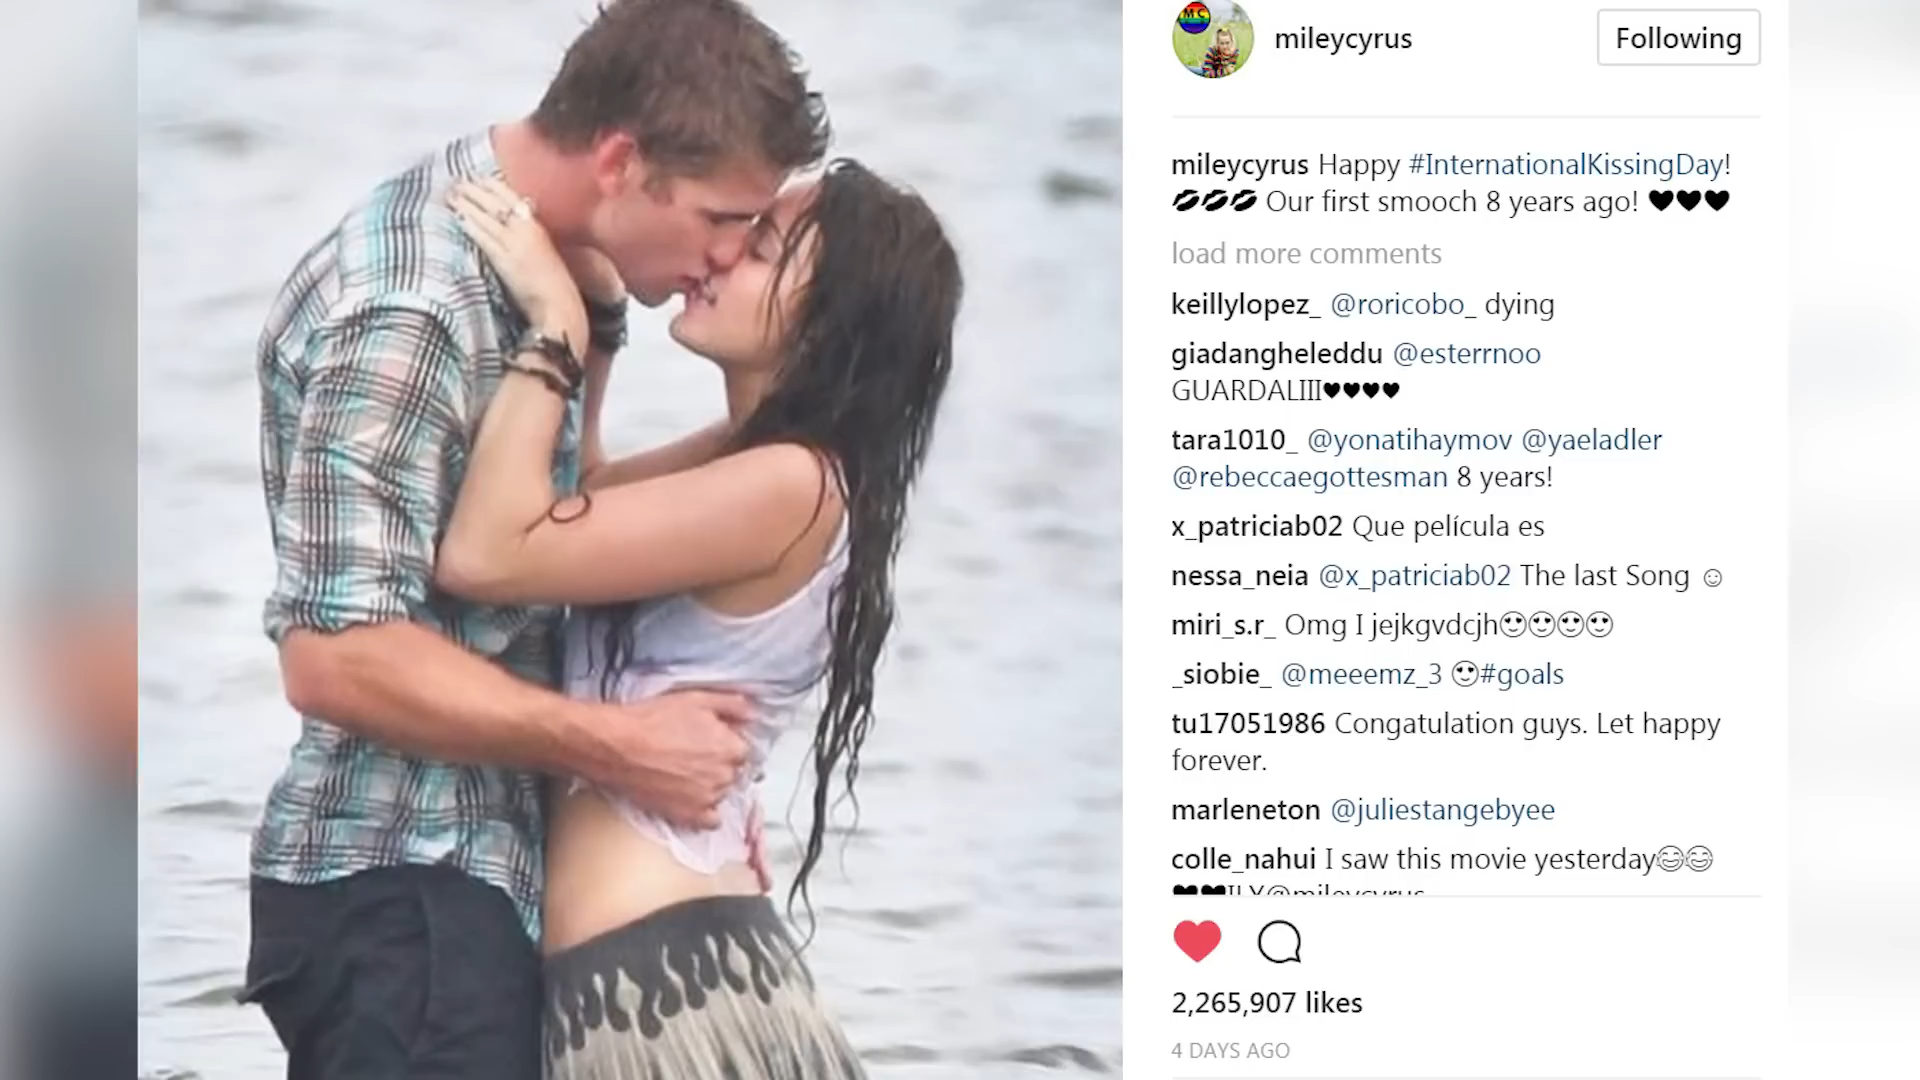 MC
mileycyrus
Following
mileycyrus Happy #InternationalKissingDay!
💋💋💋 Our first smooch 8 years ago! ♥♥♥
load more comments
keillylopez_ @roricobo_ dying
giadangheleddu @esterrnoo
GUARDALIII♥♥♥♥
tara1010_ @yonatihaymov @yaeladler
@rebeccaegottesman 8 years!
x_patriciab02 Que película es
nessa_neia @x_patriciab02 The last Song ☺
miri_s.r_ Omg I jejkgvdcjh😍😍😍😍
_siobie_ @meeemz_3 😍#goals
tu17051986 Congatulation guys. Let happy
forever.
marleneton @juliestangebyee
colle_nahui I saw this movie yesterday😂😂
♥♥ILY@mileycyrus
2,265,907 likes
4 DAYS AGO